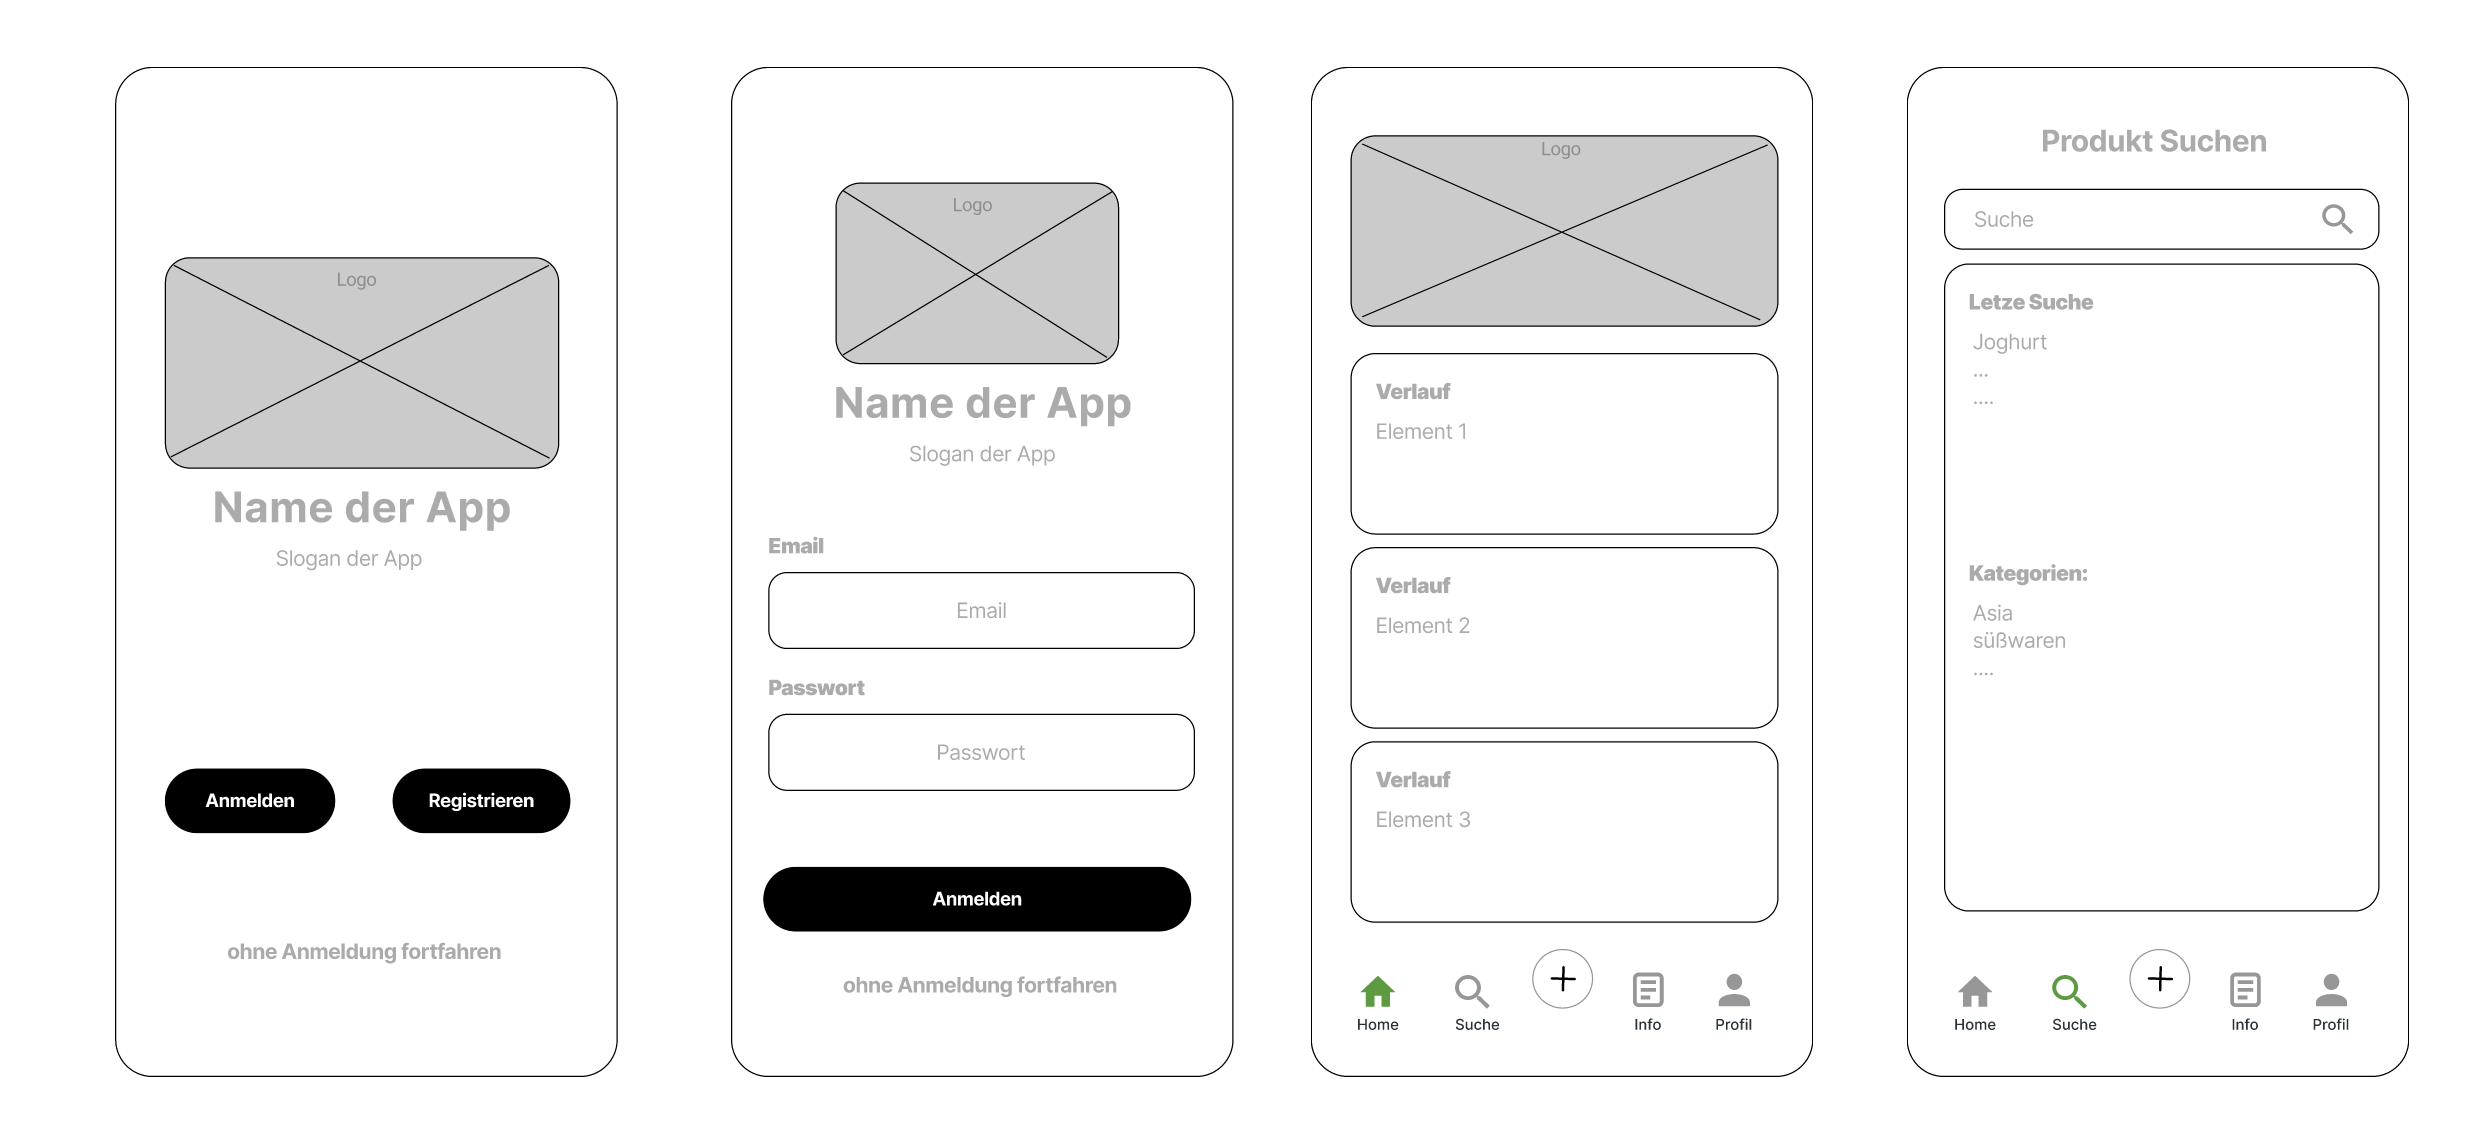 Logo
Name der App
Slogan der App
Anmelden
Registrieren
ohne Anmeldung fortfahren
Logo
Name der App
Slogan der App
Email
Email
Passwort
Passwort
Anmelden
ohne Anmeldung fortfahren
Logo
Verlauf
Element 1
Verlauf
Element 2
Verlauf
Element 3
Home
Suche
Info
Profil
Produkt Suchen
Suche
Letze Suche
Joghurt
...
....
Kategorien:
Asia
süßwaren
....
Home
Suche
Info
Profil